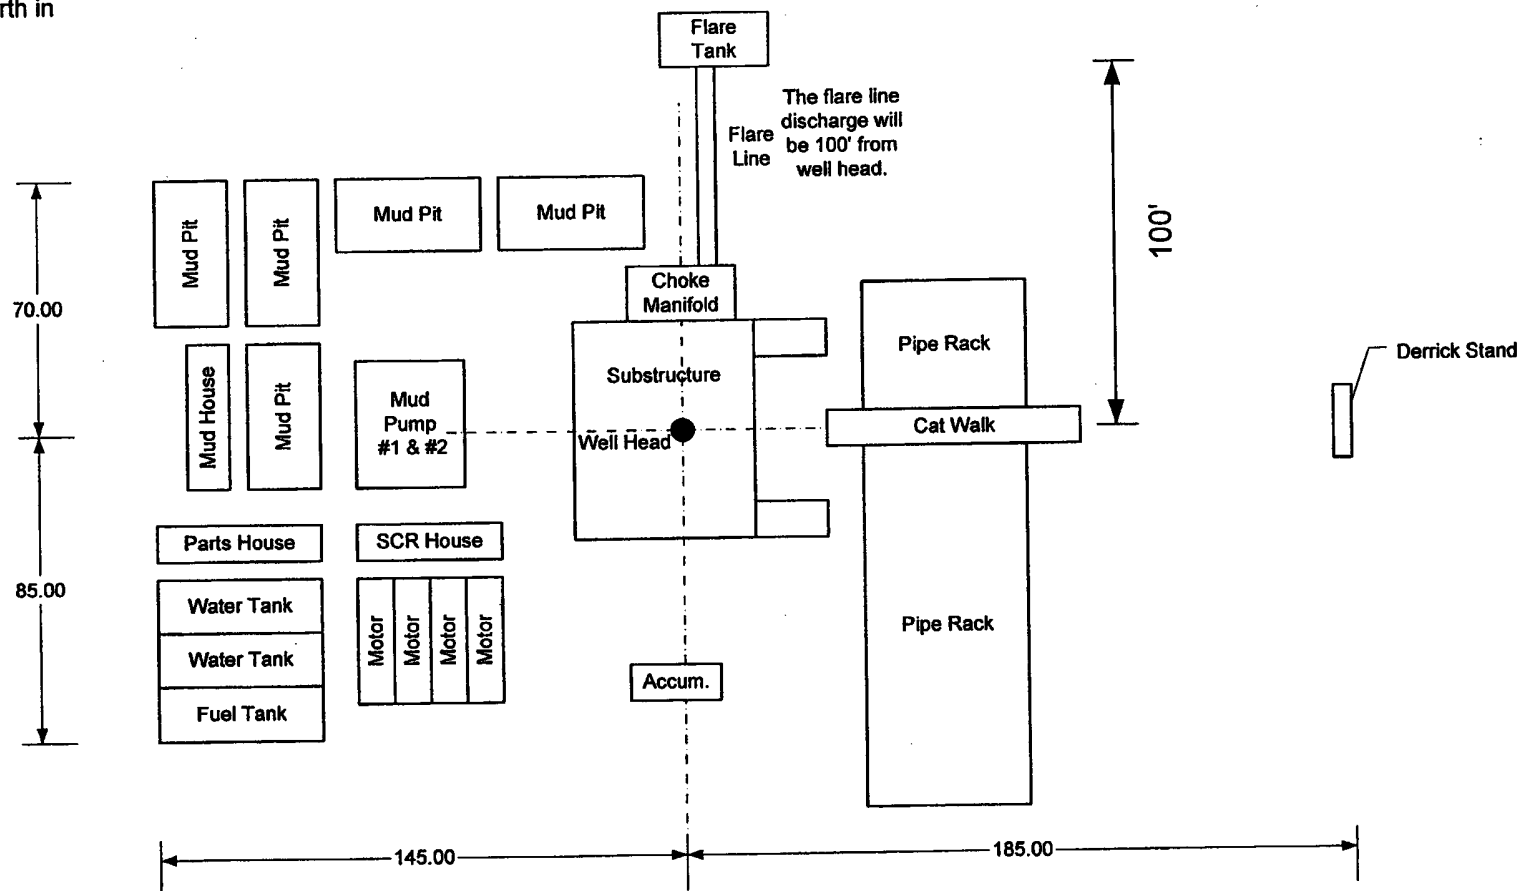 rth in
Flare
Tank
The flare line
discharge will
be 100' from
well head.
Flare
Line
100'
Mud Pit
Mud Pit
Mud Pit
Mud Pit
70.00
Choke
Manifold
Pipe Rack
Derrick Stand
Substructure
Mud House
Mud Pit
Mud
Pump
#1 & #2
Well Head
Cat Walk
Parts House
SCR House
85.00
Water Tank
Water Tank
Fuel Tank
Motor
Motor
Motor
Motor
Pipe Rack
Accum.
145.00
185.00